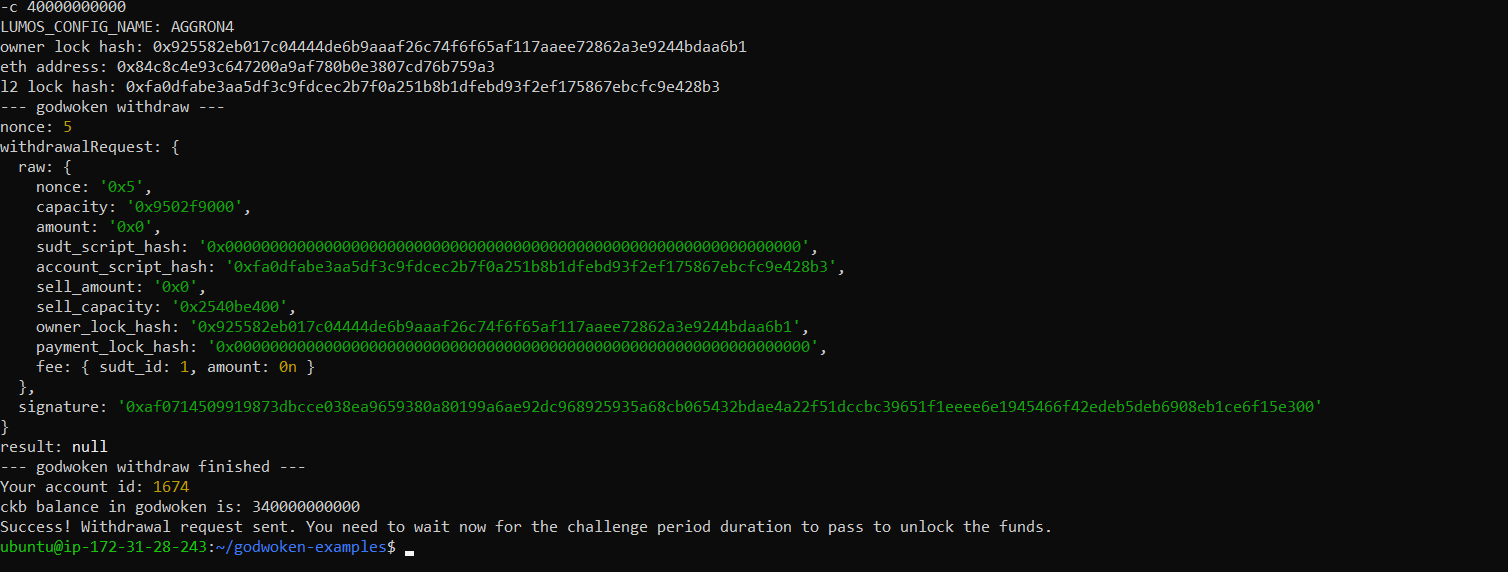 -c 40000000000
LUMOS_CONFIG_NAME: AGGRON4
owner lock hash: 0x925582eb017c04444de6b9aaaf26c74f6f65af117aaee72862a3e9244bdaa6b1
eth address: 0x84c8c4e93c647200a9af780b0e3807cd76b759a3
l2 lock hash: 0xfa0dfabe3aa5df3c9fdcec2b7f0a251b8b1dfebd93f2ef175867ebcfc9e428b3
--- godwoken withdraw ---
nonce: 5
withdrawalRequest: {
  raw: {
    nonce: '0x5',
    capacity: '0x9502f9000',
    amount: '0x0',
    sudt_script_hash: '0x0000000000000000000000000000000000000000000000000000000000000000',
    account_script_hash: '0xfa0dfabe3aa5df3c9fdcec2b7f0a251b8b1dfebd93f2ef175867ebcfc9e428b3',
    sell_amount: '0x0',
    sell_capacity: '0x2540be400',
    owner_lock_hash: '0x925582eb017c04444de6b9aaaf26c74f6f65af117aaee72862a3e9244bdaa6b1',
    payment_lock_hash: '0x0000000000000000000000000000000000000000000000000000000000000000',
    fee: { sudt_id: 1, amount: 0n }
  },
  signature: '0xaf0714509919873dbcce038ea9659380a80199a6ae92dc968925935a68cb065432bdae4a22f51dccbc39651f1eeee6e1945466f42edeb5deb6908eb1ce6f15e300'
}
result: null
--- godwoken withdraw finished ---
Your account id: 1674
ckb balance in godwoken is: 340000000000
Success! Withdrawal request sent. You need to wait now for the challenge period duration to pass to unlock the funds.
ubuntu@ip-172-31-28-243:~/godwoken-examples$